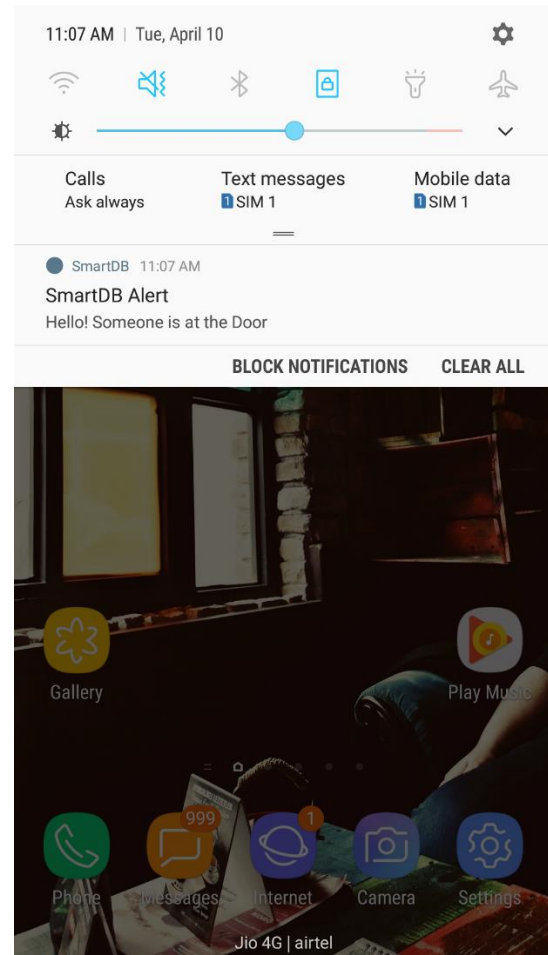 11:07 AM | Tue, April 10
Calls
Ask always
Text messages
1 SIM 1
Mobile data
1 SIM 1
SmartDB 11:07 AM
SmartDB Alert
Hello! Someone is at the Door
BLOCK NOTIFICATIONS CLEAR ALL
Gallery
Play Music
999
1
Phone
Messages
Internet
Camera
Settings
Jio 4G | airtel